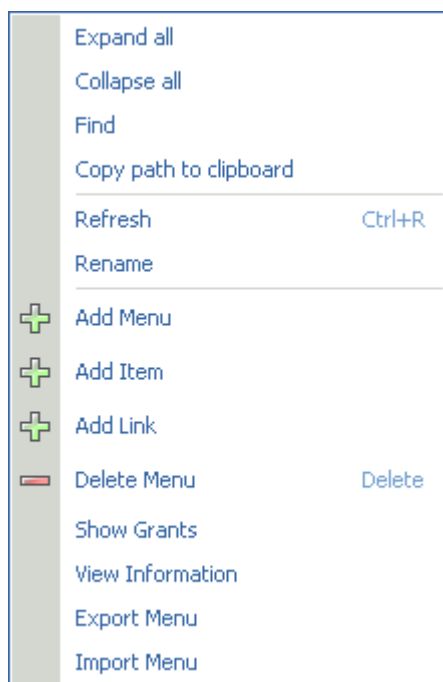 Expand all
Collapse all
Find
Copy path to clipboard
Refresh Ctrl+R
Rename
Add Menu
Add Item
Add Link
Delete Menu Delete
Show Grants
View Information
Export Menu
Import Menu